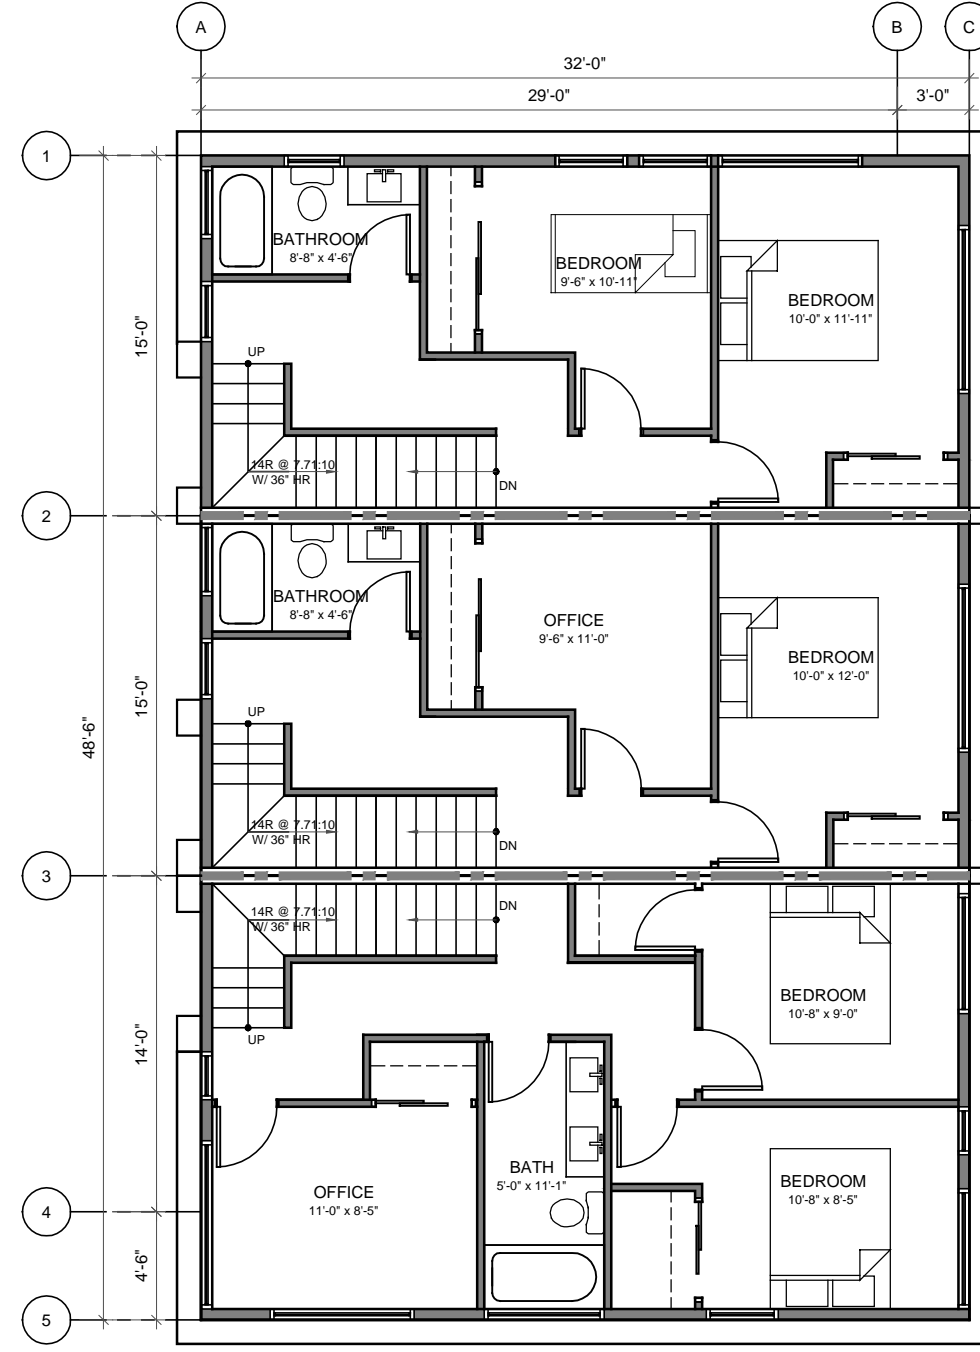 A
B
C
32'-0"
29'-0"
3'-0"
1
BATHROOM
8'-8" x 4'-6"
BEDROOM
9'-6" x 10'-11"
BEDROOM
10'-0" x 11'-11"
15'-0"
UP
14R @ 7.71:10
W/ 36" HR
DN
2
BATHROOM
8'-8" x 4'-6"
OFFICE
9'-6" x 11'-0"
BEDROOM
10'-0" x 12'-0"
15'-0"
48'-6"
UP
14R @ 7.71:10
W/ 36" HR
DN
3
14R @ 7.71:10
W/ 36" HR
DN
BEDROOM
10'-8" x 9'-0"
14'-0"
UP
BATH
5'-0" x 11'-1"
BEDROOM
10'-8" x 8'-5"
OFFICE
11'-0" x 8'-5"
4
4'-6"
5